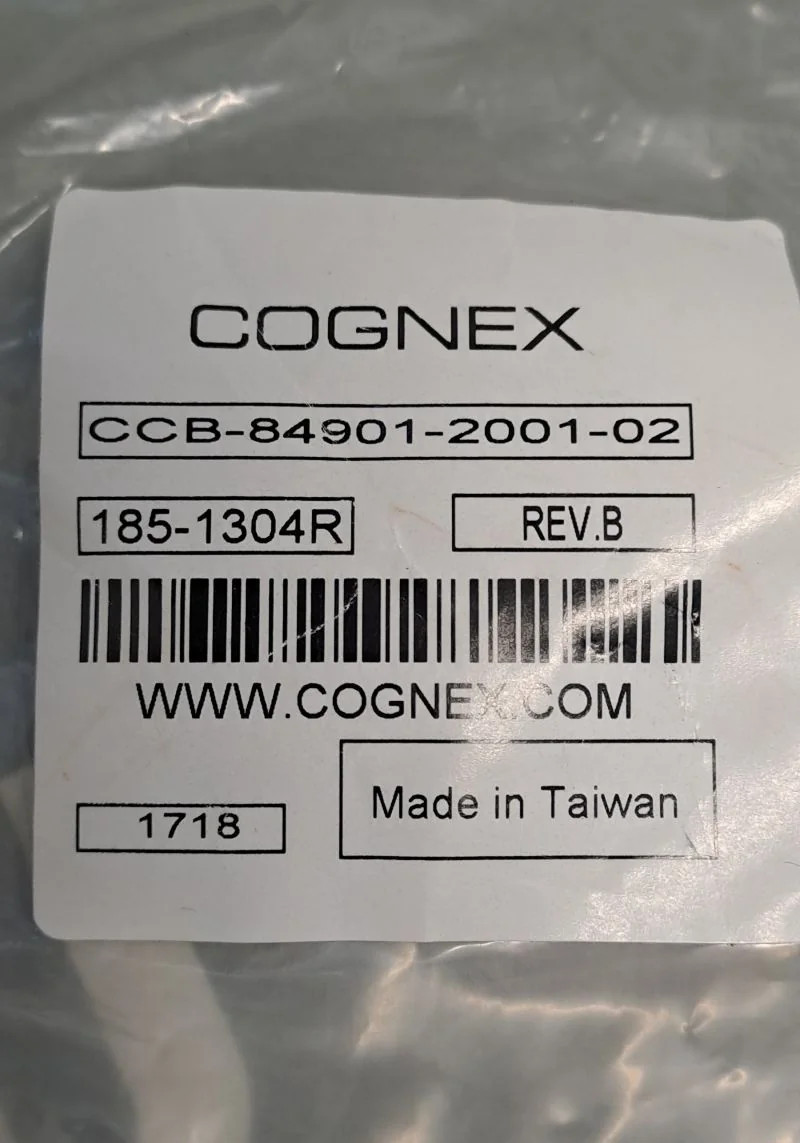 COGNEX
CCB-84901-2001-02
185-1304R REV.B
WWW.COGNEX.COM
1718 Made in Taiwan